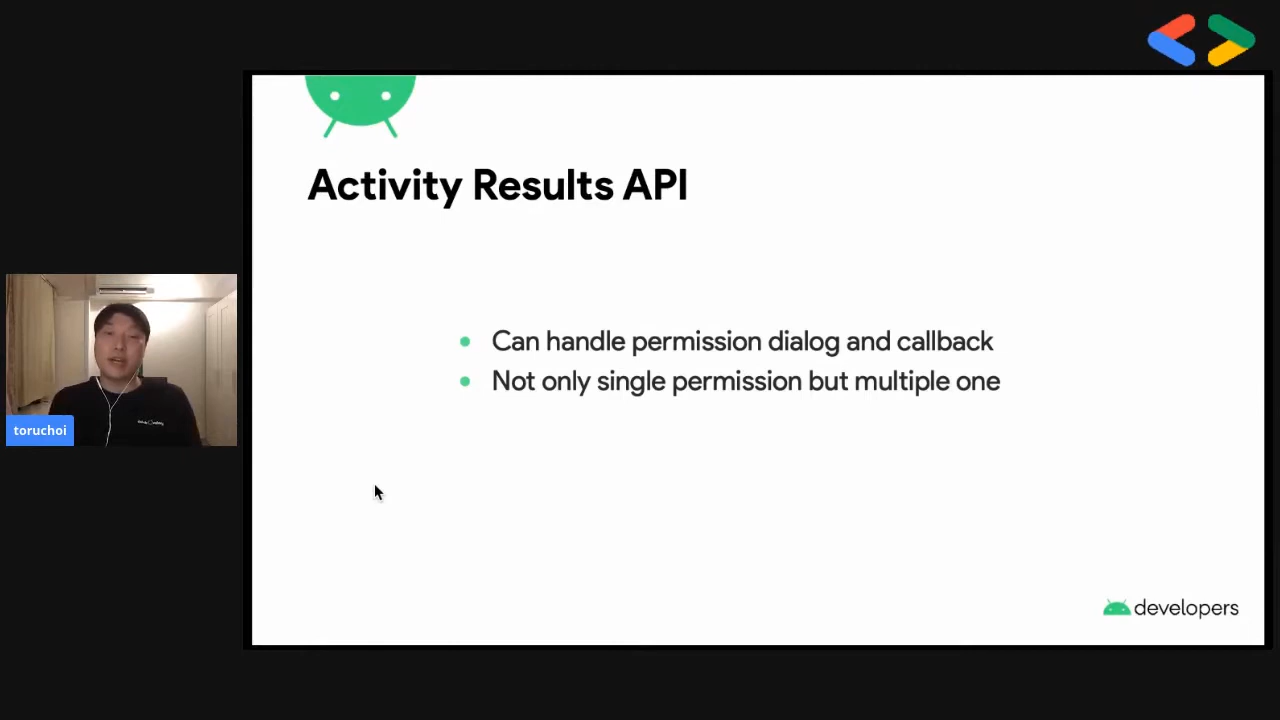 Activity Results API
Can handle permission dialog and callback
Not only single permission but multiple one
toruchoi
developers